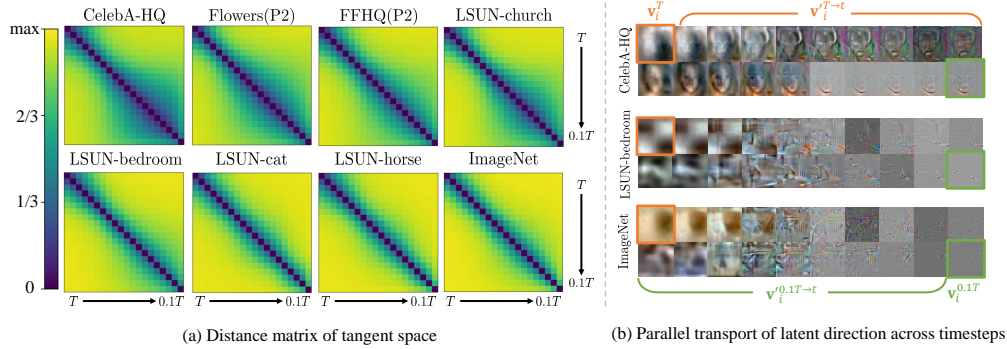 CelebA-HQ Flowers(P2) FFHQ(P2) LSUN-church
max
2/3
1/3
0
T
0.1T
LSUN-bedroom LSUN-cat LSUN-horse ImageNet
T
0.1T
T → 0.1T T → 0.1T T → 0.1T T → 0.1T
(a) Distance matrix of tangent space
v_i^T v'_i^{T→t}
CelebA-HQ
LSUN-bedroom
ImageNet
v'_i^{0.1T→t} v_i^{0.1T}
(b) Parallel transport of latent direction across timesteps